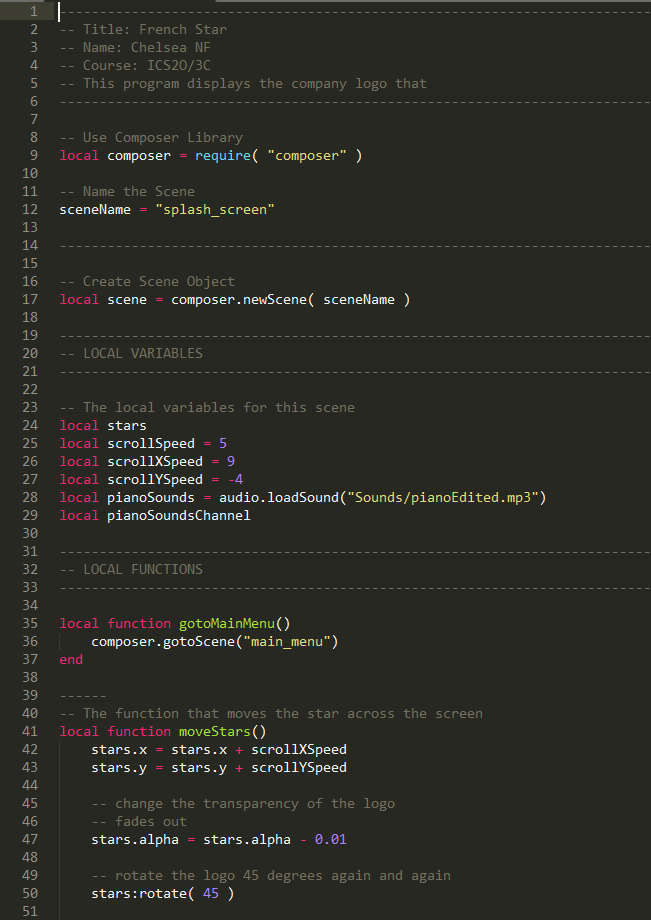 1 --------------------------------------------------------------------------
2 -- Title: French Star
3 -- Name: Chelsea NF
4 -- Course: ICS2O/3C
5 -- This program displays the company logo that
6 --------------------------------------------------------------------------
7
8 -- Use Composer Library
9 local composer = require( "composer" )
10
11 -- Name the Scene
12 sceneName = "splash_screen"
13
14 --------------------------------------------------------------------------
15
16 -- Create Scene Object
17 local scene = composer.newScene( sceneName )
18
19 --------------------------------------------------------------------------
20 -- LOCAL VARIABLES
21 --------------------------------------------------------------------------
22
23 -- The local variables for this scene
24 local stars
25 local scrollSpeed = 5
26 local scrollXSpeed = 9
27 local scrollYSpeed = -4
28 local pianoSounds = audio.loadSound("Sounds/pianoEdited.mp3")
29 local pianoSoundsChannel
30
31 --------------------------------------------------------------------------
32 -- LOCAL FUNCTIONS
33 --------------------------------------------------------------------------
34
35 local function gotoMainMenu()
36     composer.gotoScene("main_menu")
37 end
38
39 ------
40 -- The function that moves the star across the screen
41 local function moveStars()
42     stars.x = stars.x + scrollXSpeed
43     stars.y = stars.y + scrollYSpeed
44
45     -- change the transparency of the logo
46     -- fades out
47     stars.alpha = stars.alpha - 0.01
48
49     -- rotate the logo 45 degrees again and again
50     stars:rotate( 45 )
51